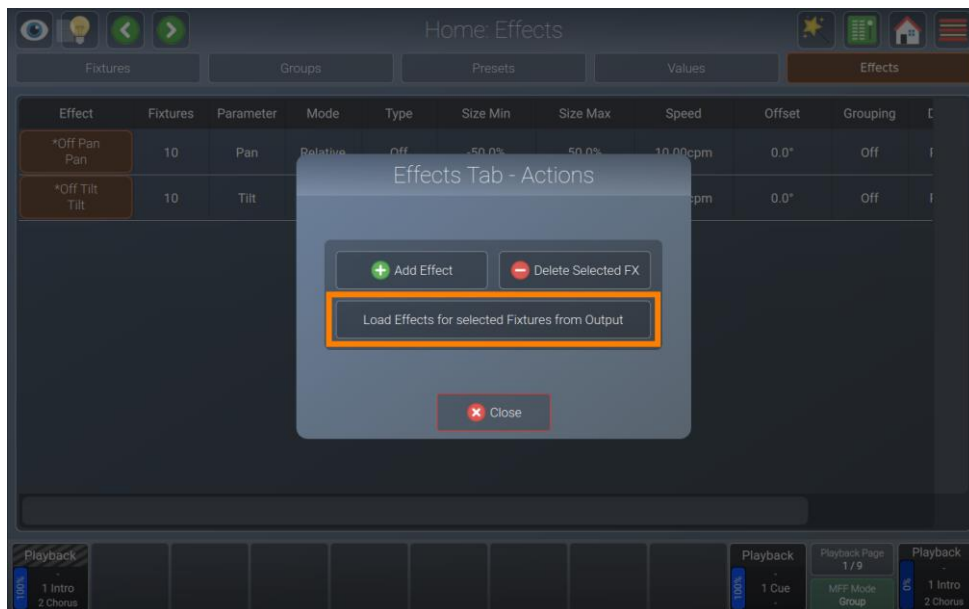 Home: Effects
Fixtures Groups Presets Values Effects
Effect Fixtures Parameter Mode Type Size Min Size Max Speed Offset Grouping
*Off Pan
Pan
10 Pan Relative Off -50.0% 50.0% 10.00cpm 0.0° Off
*Off Tilt
Tilt
10 Tilt 0.0° Off
Effects Tab - Actions
Add Effect Delete Selected FX
Load Effects for selected Fixtures from Output
Close
Playback
-
100%
1 Intro
2 Chorus
Playback
-
100%
1 Cue
-
Playback Page
1 / 9
MFF Mode
Group
Playback
-
0%
1 Intro
2 Chorus